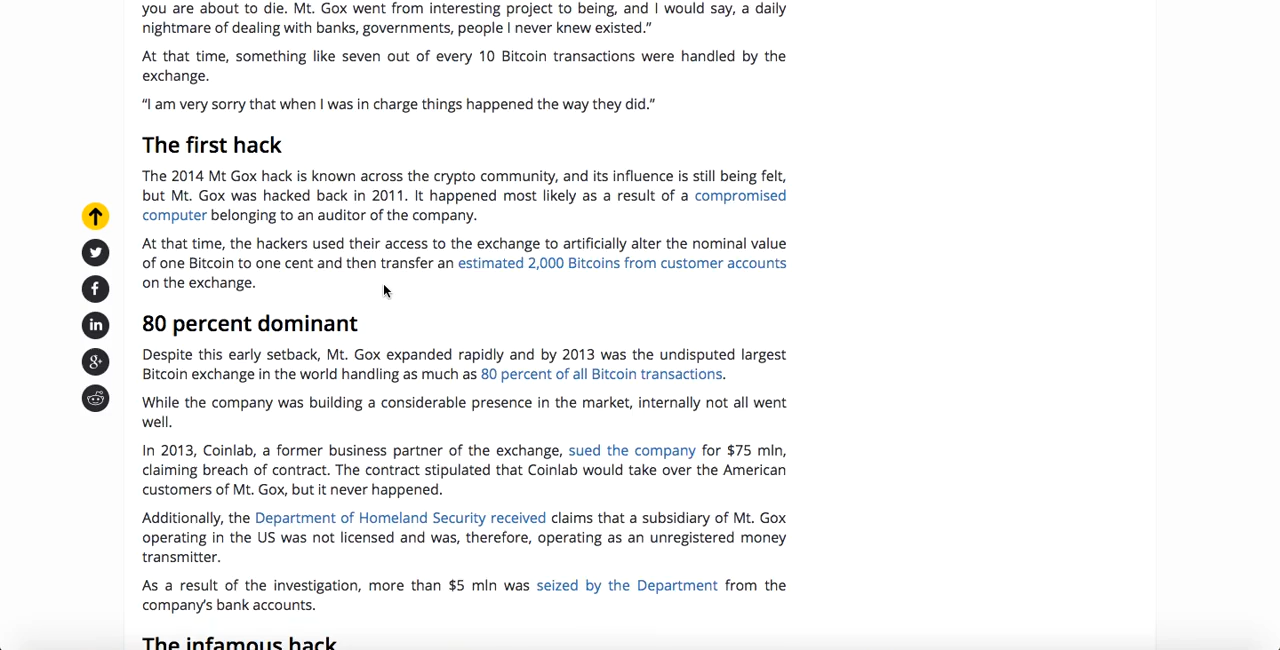 you are about to die. Mt. Gox went from interesting project to being, and I would say, a daily
nightmare of dealing with banks, governments, people I never knew existed.”
At that time, something like seven out of every 10 Bitcoin transactions were handled by the
exchange.
“I am very sorry that when I was in charge things happened the way they did.”
The first hack
The 2014 Mt Gox hack is known across the crypto community, and its influence is still being felt,
but Mt. Gox was hacked back in 2011. It happened most likely as a result of a compromised
computer belonging to an auditor of the company.
At that time, the hackers used their access to the exchange to artificially alter the nominal value
of one Bitcoin to one cent and then transfer an estimated 2,000 Bitcoins from customer accounts
on the exchange.
80 percent dominant
Despite this early setback, Mt. Gox expanded rapidly and by 2013 was the undisputed largest
Bitcoin exchange in the world handling as much as 80 percent of all Bitcoin transactions.
While the company was building a considerable presence in the market, internally not all went
well.
In 2013, Coinlab, a former business partner of the exchange, sued the company for $75 mln,
claiming breach of contract. The contract stipulated that Coinlab would take over the American
customers of Mt. Gox, but it never happened.
Additionally, the Department of Homeland Security received claims that a subsidiary of Mt. Gox
operating in the US was not licensed and was, therefore, operating as an unregistered money
transmitter.
As a result of the investigation, more than $5 mln was seized by the Department from the
company’s bank accounts.
The infamous hack